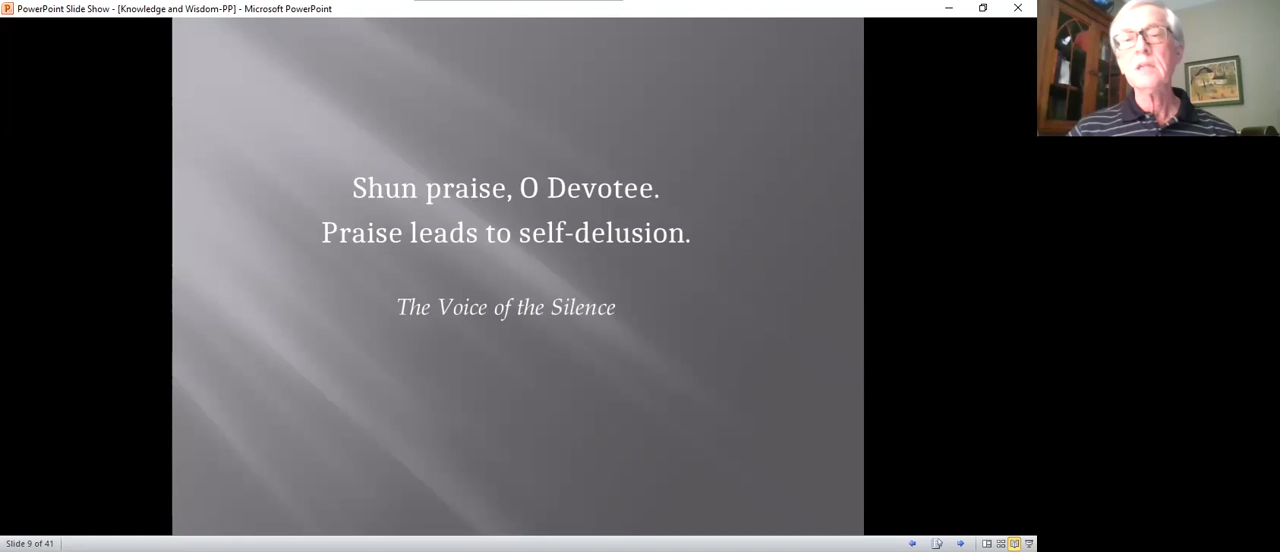 PowerPoint Slide Show - [Knowledge and Wisdom-PP] - Microsoft PowerPoint
Shun praise, O Devotee.
Praise leads to self-delusion.
The Voice of the Silence
Slide 9 of 41